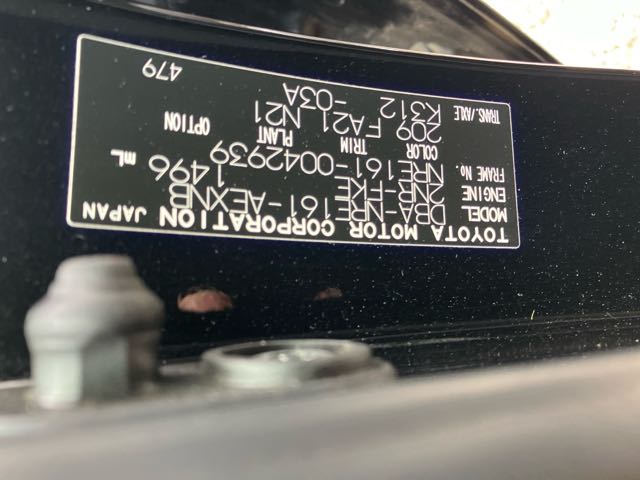 TOYOTA MOTOR CORPORATION JAPAN
MODEL DBA-NRE161-AEXNB
ENGINE 2NB-FKE 1496 mL
FRAME No. NRE161-0042939
COLOR TRIM PLANT OPTION
209 FA21 N21
TRANS/AXLE K312
-03A
479